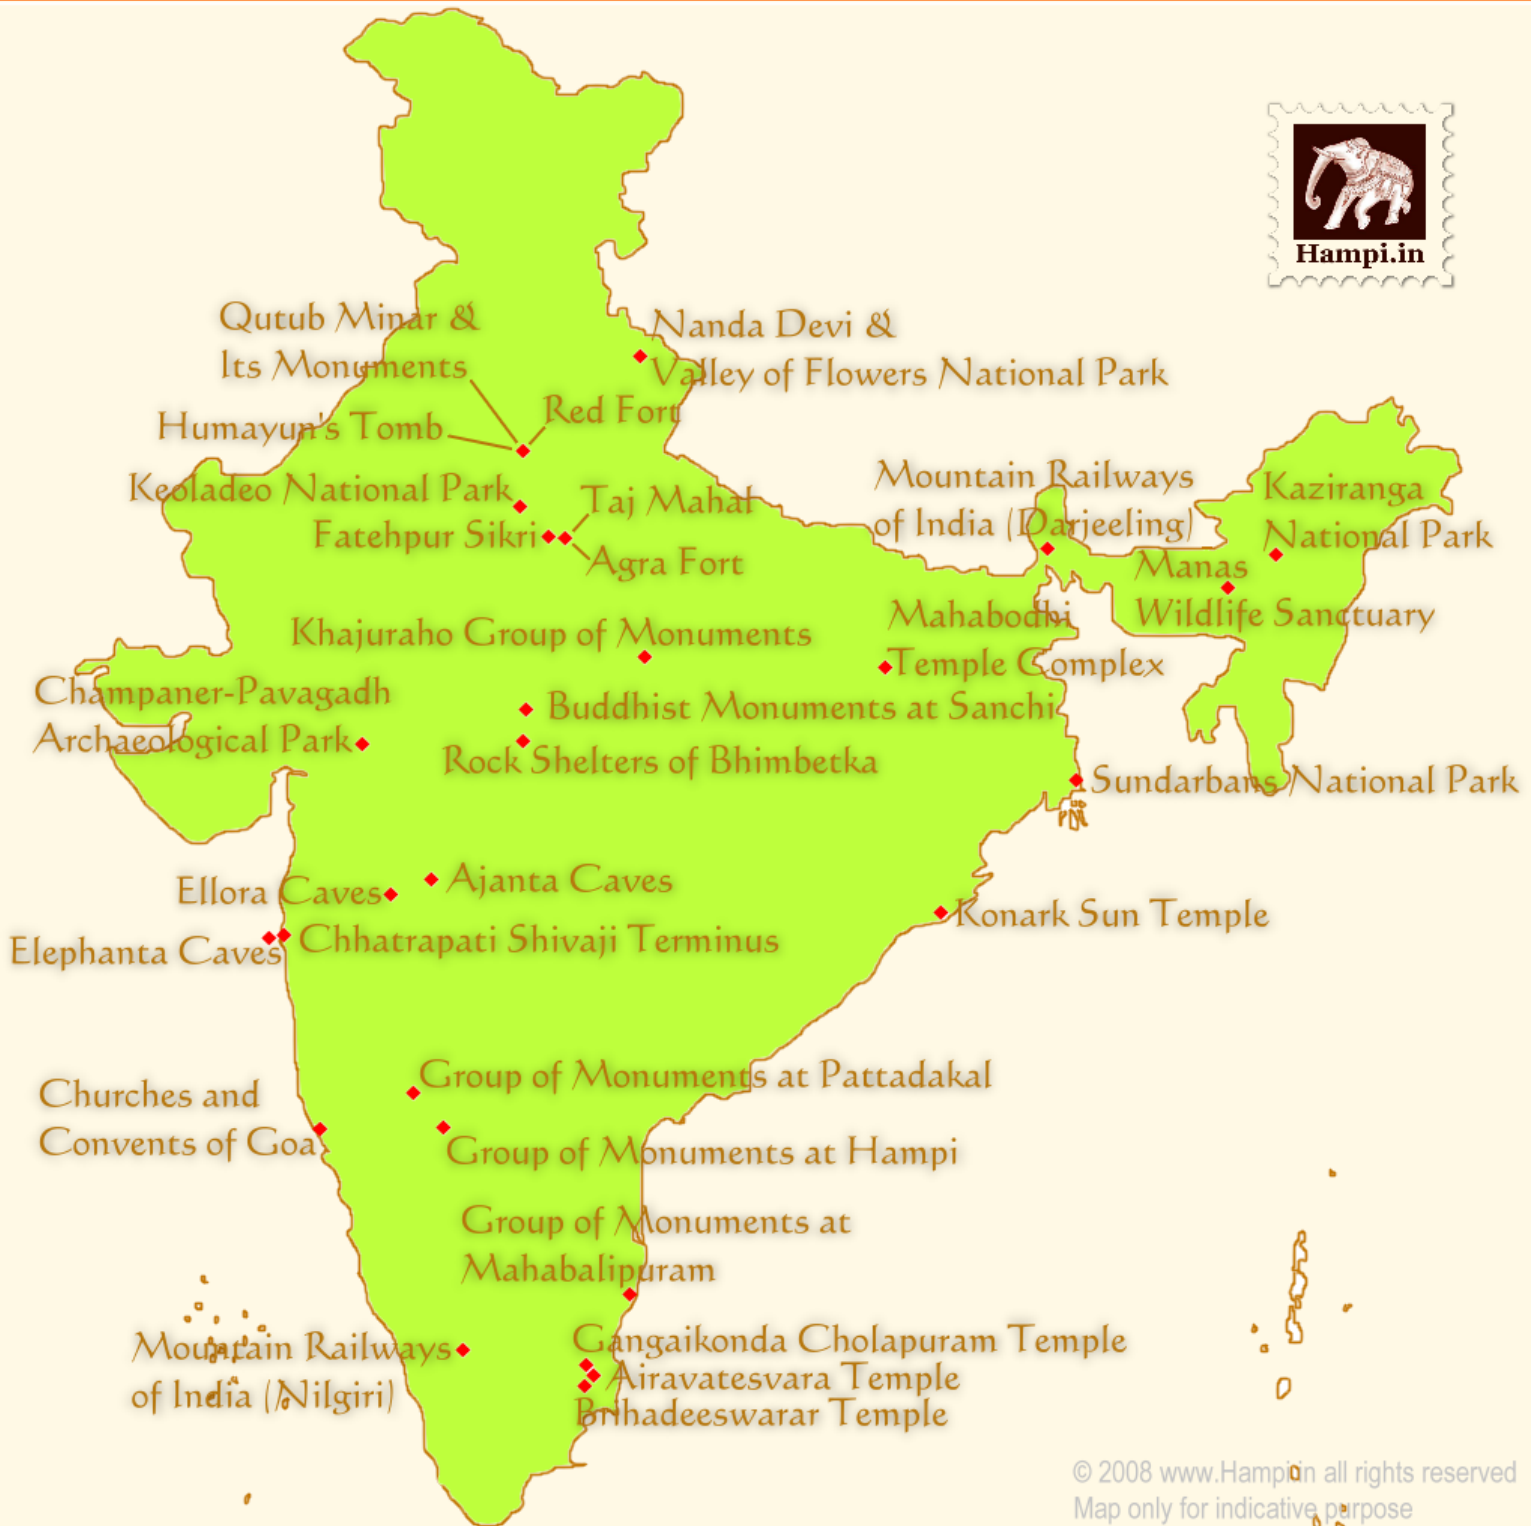 Hampi.in
Qutub Minar &
Its Monuments
Nanda Devi &
Valley of Flowers National Park
Red Fort
Humayun's Tomb
Keoladeo National Park
Taj Mahal
Fatehpur Sikri
Agra Fort
Mountain Railways
of India (Darjeeling)
Kaziranga
National Park
Manas
Wildlife Sanctuary
Mahabodhi
Temple Complex
Khajuraho Group of Monuments
Champaner-Pavagadh
Archaeological Park
Buddhist Monuments at Sanchi
Rock Shelters of Bhimbetka
Sundarbans National Park
Ellora Caves
Ajanta Caves
Konark Sun Temple
Elephanta Caves
Chhatrapati Shivaji Terminus
Group of Monuments at Pattadakal
Churches and
Convents of Goa
Group of Monuments at Hampi
Group of Monuments at
Mahabalipuram
Mountain Railways
of India (Nilgiri)
Gangaikonda Cholapuram Temple
Airavatesvara Temple
Brihadeeswarar Temple
© 2008 www.Hampi.in all rights reserved
Map only for indicative purpose